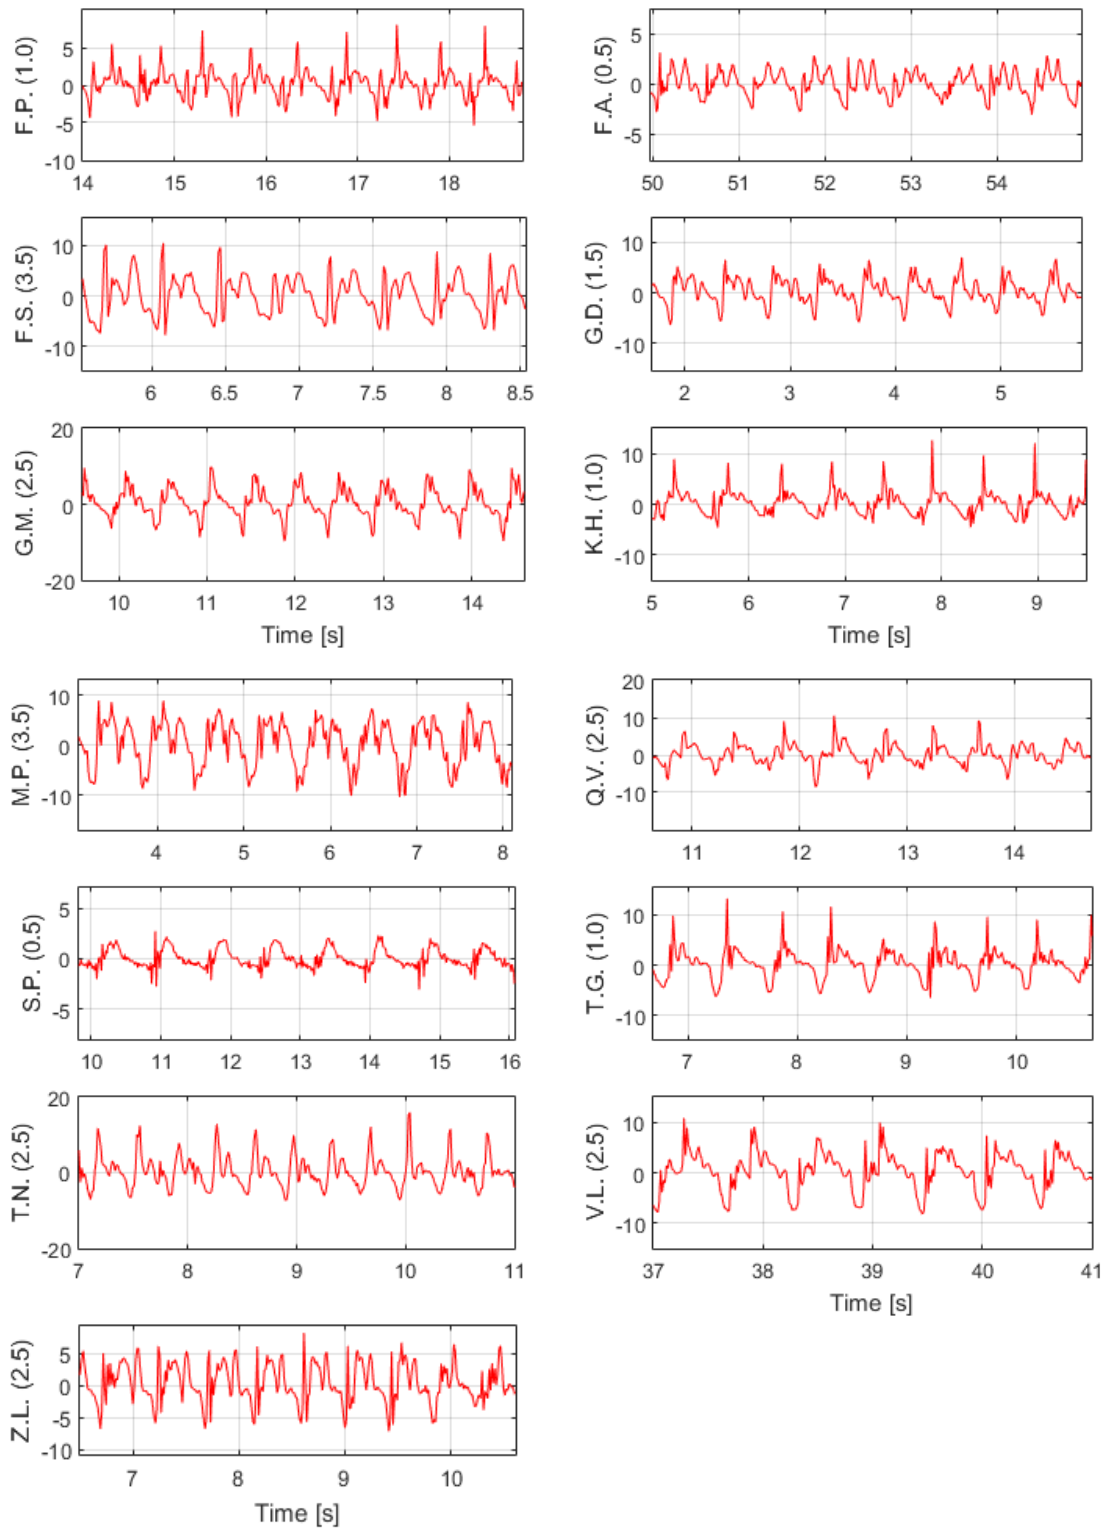 F.P. (1.0)
5
0
-5
-10
14 15 16 17 18
F.A. (0.5)
5
0
-5
50 51 52 53 54
F.S. (3.5)
10
0
-10
6 6.5 7 7.5 8 8.5
G.D. (1.5)
10
0
-10
2 3 4 5
G.M. (2.5)
20
0
-20
10 11 12 13 14
Time [s]
K.H. (1.0)
10
0
-10
5 6 7 8 9
Time [s]
M.P. (3.5)
10
0
-10
4 5 6 7 8
Q.V. (2.5)
20
10
0
-10
11 12 13 14
S.P. (0.5)
5
0
-5
10 11 12 13 14 15 16
T.G. (1.0)
10
0
-10
7 8 9 10
T.N. (2.5)
20
0
-20
7 8 9 10 11
V.L. (2.5)
10
0
-10
37 38 39 40 41
Time [s]
Z.L. (2.5)
5
0
-5
-10
7 8 9 10
Time [s]